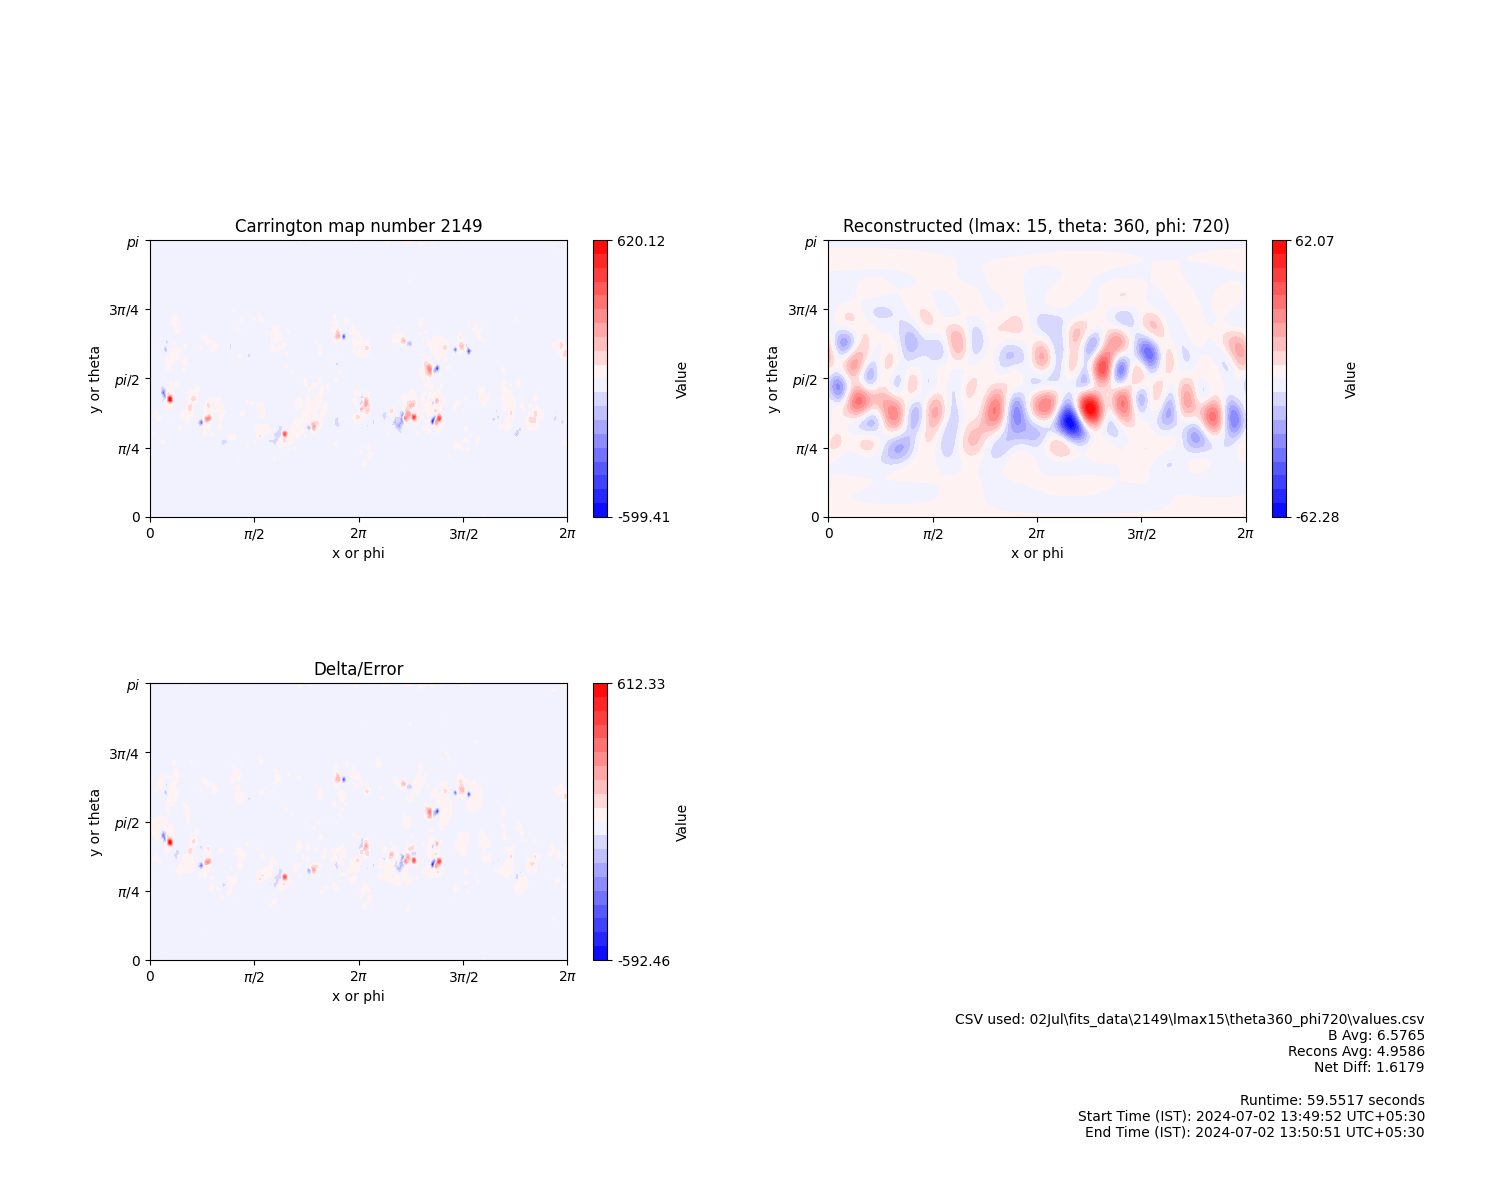 Carrington map number 2149
pi
3π/4
pi/2
π/4
0
y or theta
0
π/2
2π
3π/2
2π
x or phi
620.12
-599.41
Value
Reconstructed (lmax: 15, theta: 360, phi: 720)
pi
3π/4
pi/2
π/4
0
y or theta
0
π/2
2π
3π/2
2π
x or phi
62.07
-62.28
Value
Delta/Error
pi
3π/4
pi/2
π/4
0
y or theta
0
π/2
2π
3π/2
2π
x or phi
612.33
-592.46
Value
CSV used: 02Jul\fits_data\2149\lmax15\theta360_phi720\values.csv
B Avg: 6.5765
Recons Avg: 4.9586
Net Diff: 1.6179
Runtime: 59.5517 seconds
Start Time (IST): 2024-07-02 13:49:52 UTC+05:30
End Time (IST): 2024-07-02 13:50:51 UTC+05:30